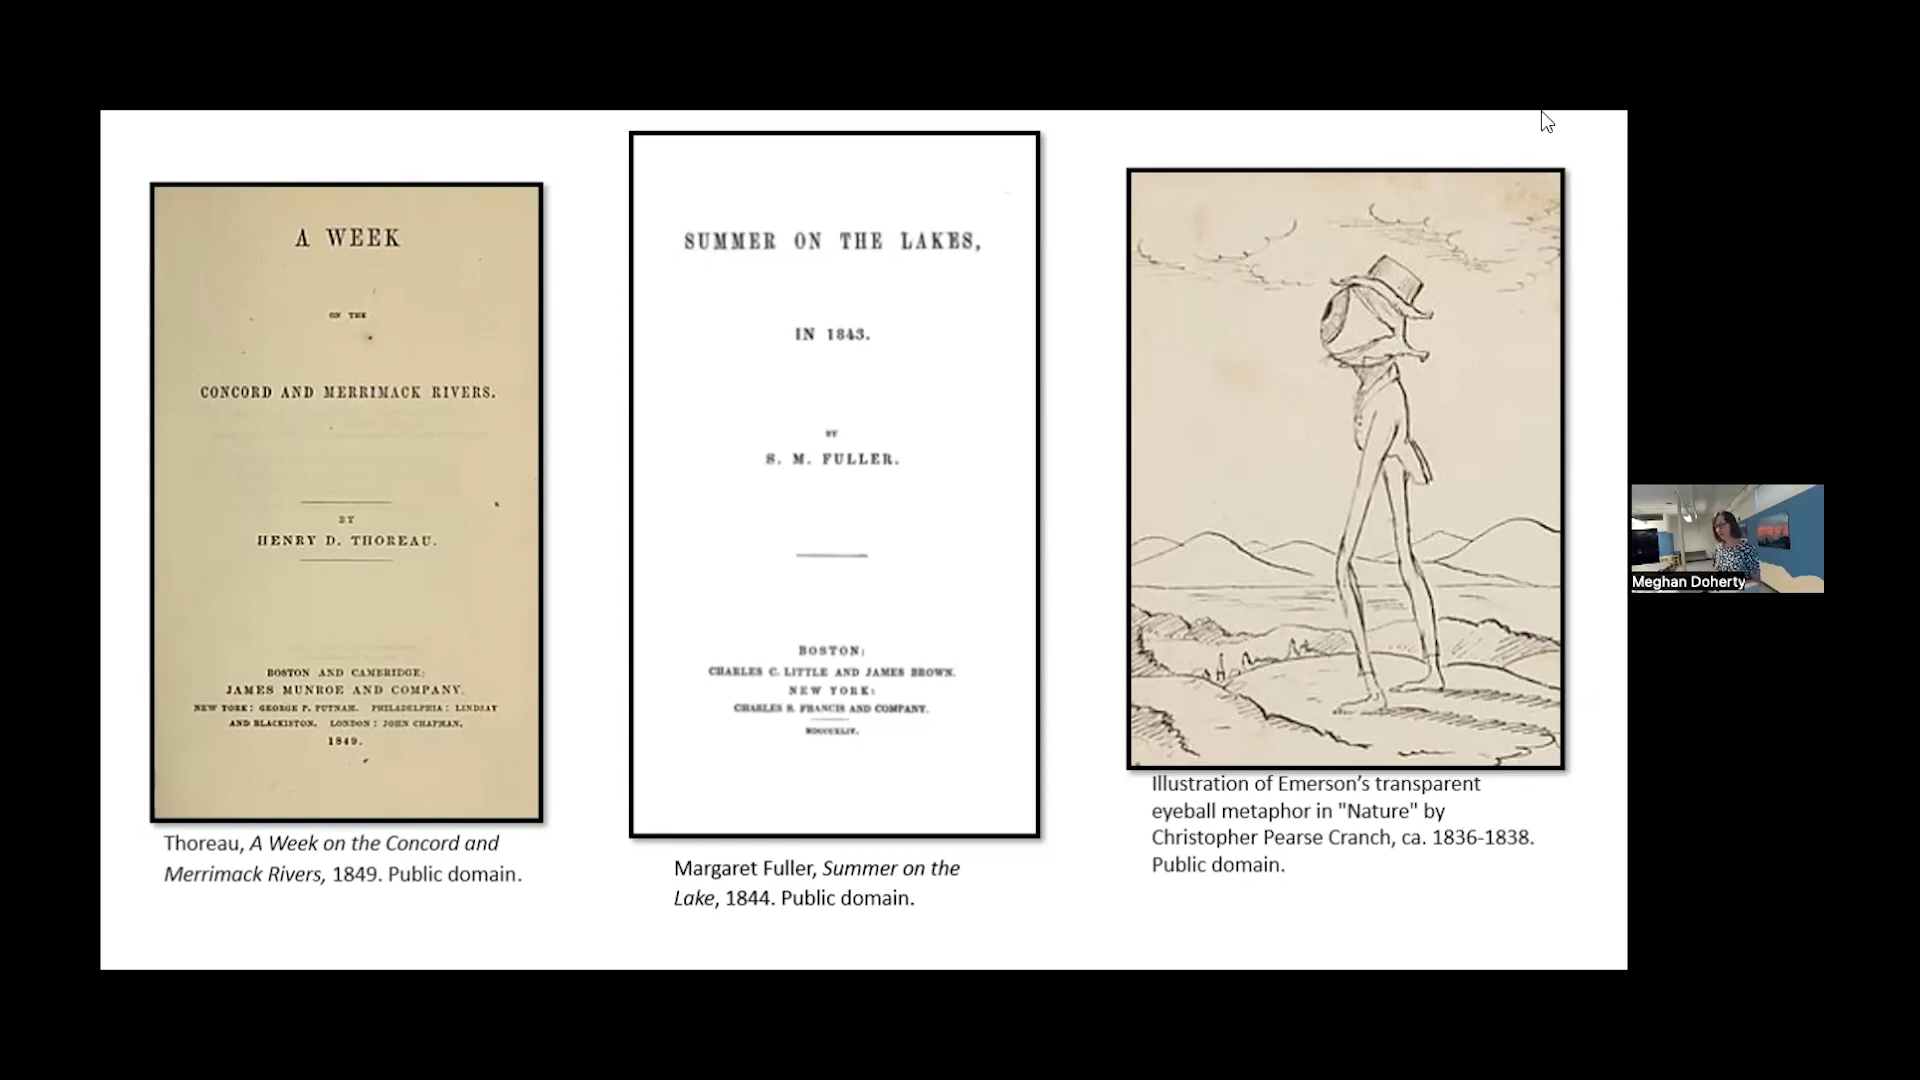 A WEEK
ON THE
CONCORD AND MERRIMACK RIVERS.
BY
HENRY D. THOREAU.
BOSTON AND CAMBRIDGE:
JAMES MUNROE AND COMPANY.
NEW YORK: GEORGE P. PUTNAM. PHILADELPHIA: LINDSAY
AND BLACKISTON. LONDON: JOHN CHAPMAN.
1849.
Thoreau, A Week on the Concord and
Merrimack Rivers, 1849. Public domain.
SUMMER ON THE LAKES,
IN 1843.
BY
S. M. FULLER.
BOSTON:
CHARLES C. LITTLE AND JAMES BROWN.
NEW YORK:
CHARLES S. FRANCIS AND COMPANY.
MDCCCXLIV.
Margaret Fuller, Summer on the
Lake, 1844. Public domain.
Illustration of Emerson’s transparent
eyeball metaphor in "Nature" by
Christopher Pearse Cranch, ca. 1836-1838.
Public domain.
Meghan Doherty